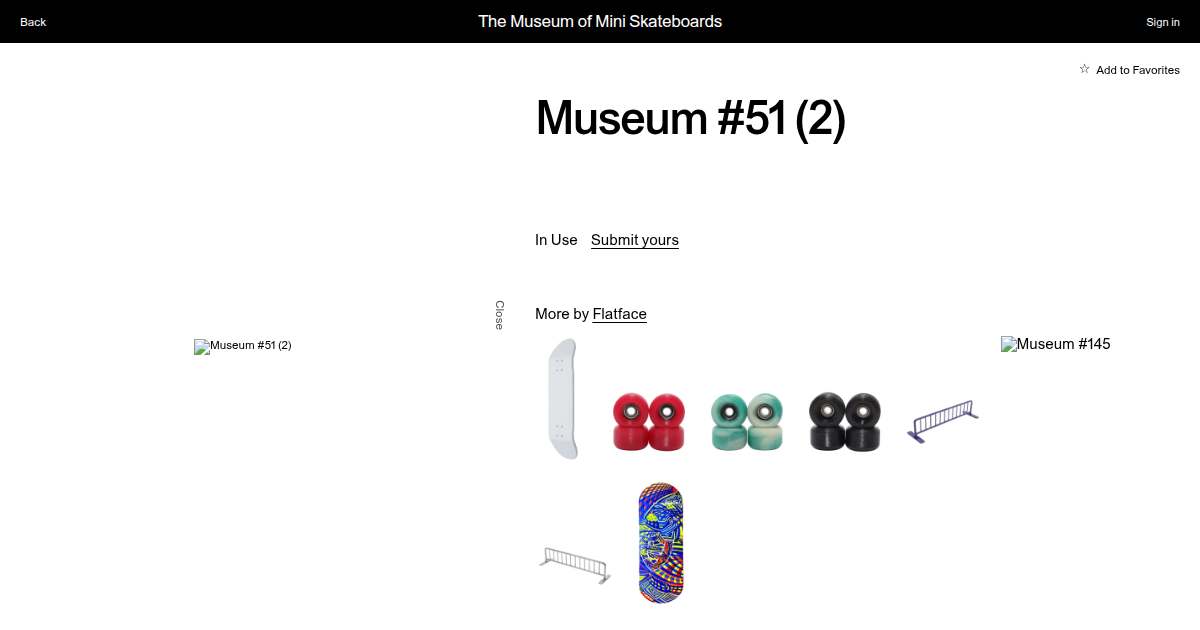 Back
The Museum of Mini Skateboards
Sign in
☆ Add to Favorites
Museum #51 (2)
In Use Submit yours
Close
More by Flatface
Museum #51 (2)
Museum #145